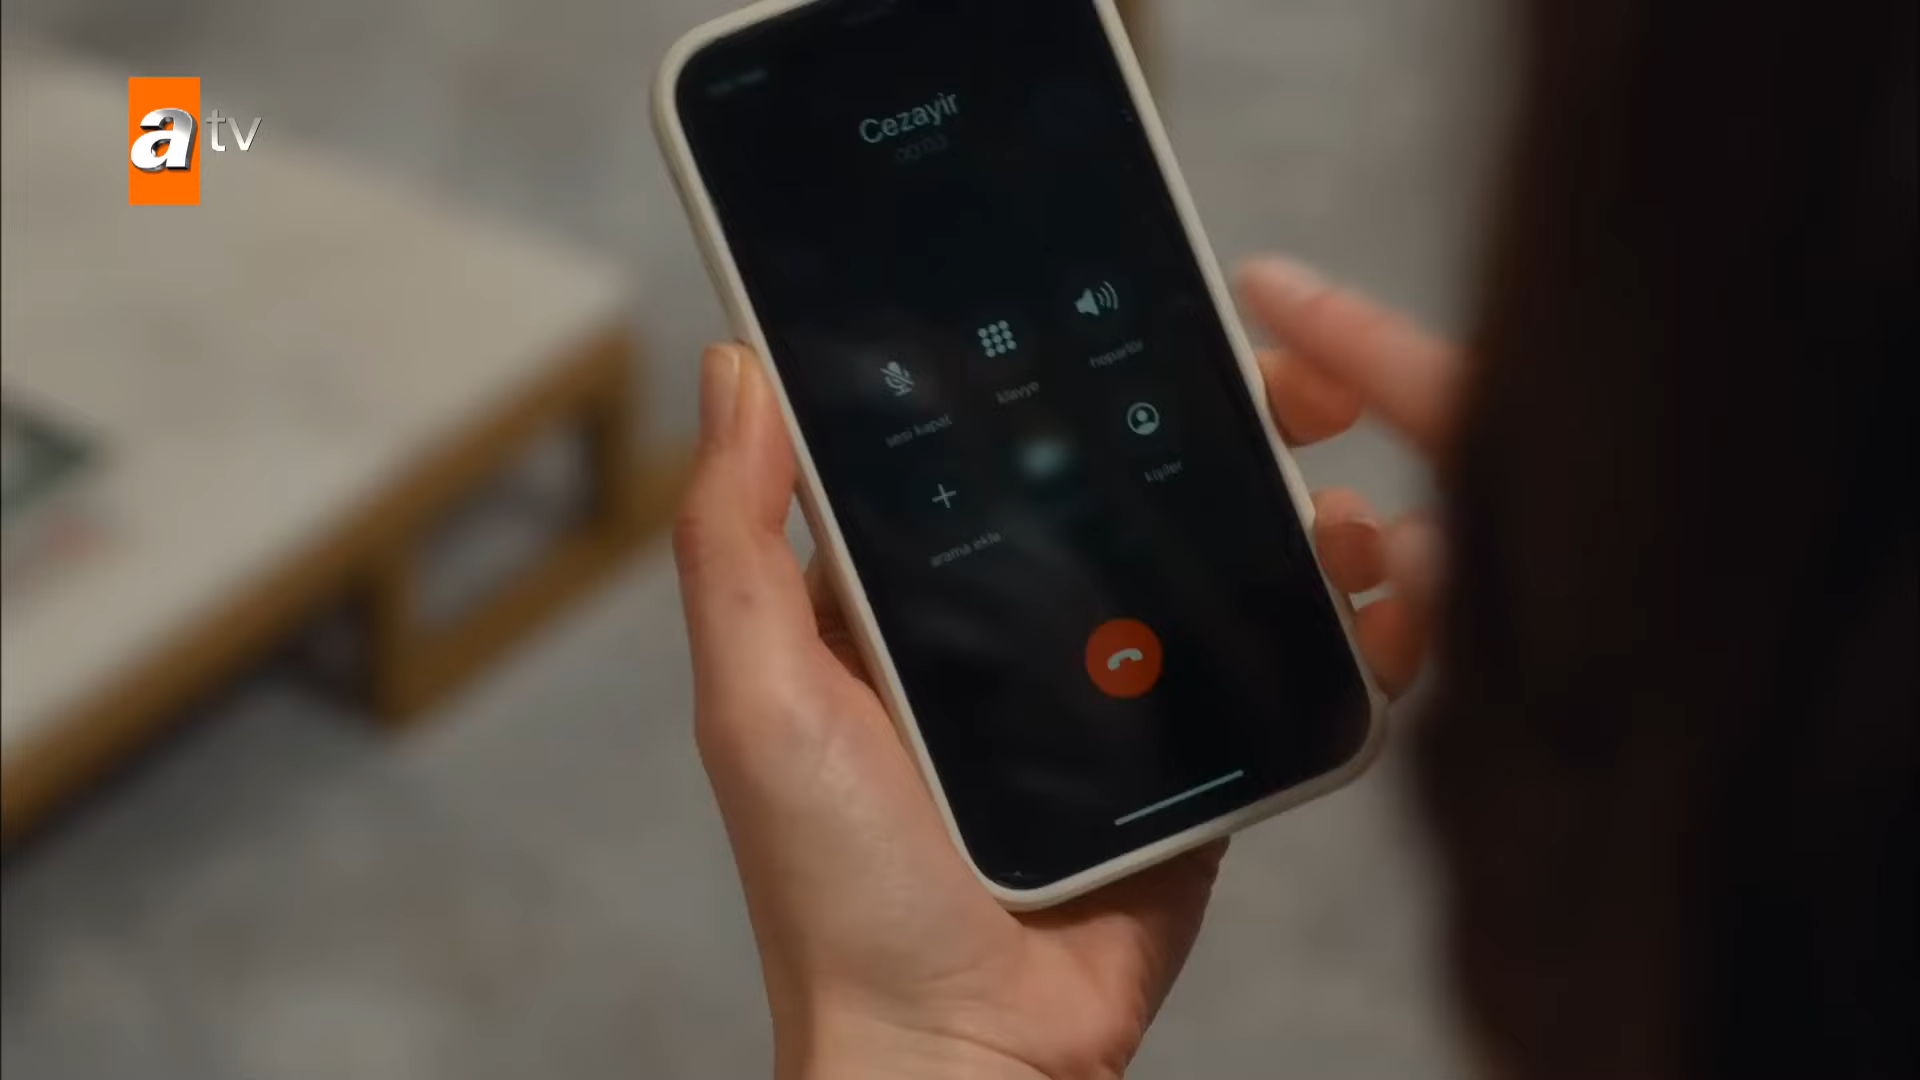 atv
Cezayir
00:03
hoparlör
klavye
sesi kapat
kişiler
arama ekle